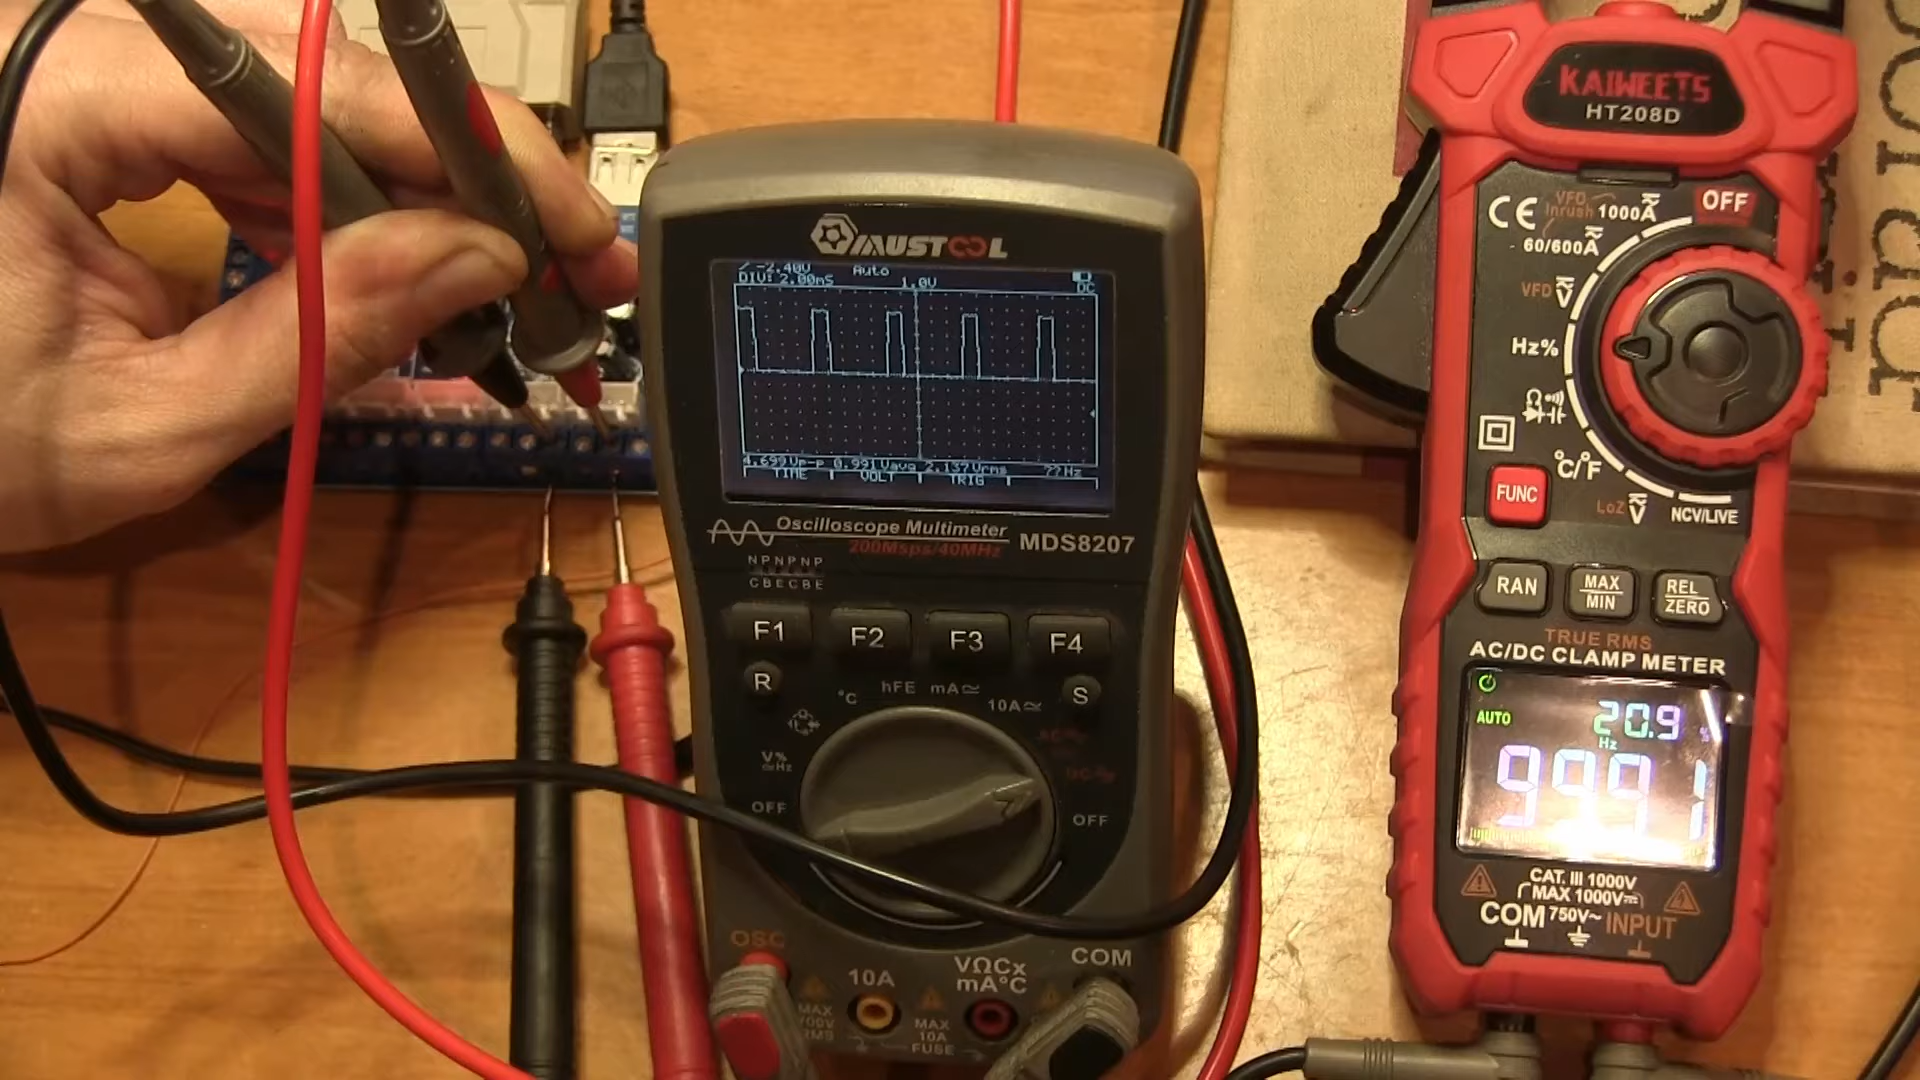 MUSTOOL
-2.40V Auto
DIV: 2.00mS 1.0V DC
4.699Vp-p 0.991Vavg 2.137Vrms ??Hz
TIME VOLT TRIG
Oscilloscope Multimeter
200Msps/40MHz MDS8207
NPNPNP
CBECBE
F1 F2 F3 F4
R S
°C hFE mA 10A
V%
Hz
OFF OFF
OSC 10A VΩCx
mA°C COM
MAX
10A
FUSE
KAIWEETS
HT208D
CE VFD
Inrush 1000A OFF
60/600A
VFD V
Hz%
Ω
°C/°F
LoZ V NCV/LIVE
FUNC
RAN MAX
MIN REL
ZERO
TRUE RMS
AC/DC CLAMP METER
AUTO 20.9 %
Hz
999.1
CAT. III 1000V
MAX 1000V
COM 750V~ INPUT